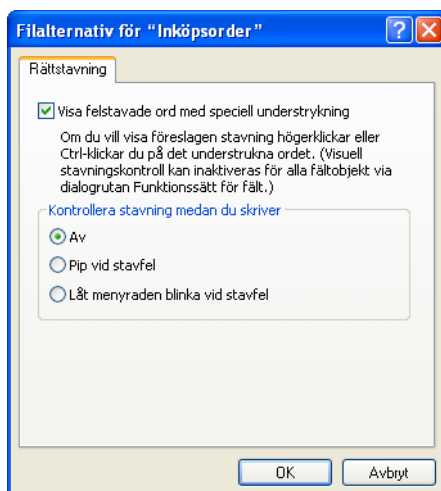 Filalternativ för "Inköpsorder"
Rättstavning
Visa felstavade ord med speciell understrykning
Om du vill visa föreslagen stavning högerklickar eller
Ctrl-klickar du på det understrukna ordet. (Visuell
stavningskontroll kan inaktiveras för alla fältobjekt via
dialogrutan Funktionssätt för fält.)
Kontrollera stavning medan du skriver
Av
Pip vid stavfel
Låt menyraden blinka vid stavfel
OK Avbryt